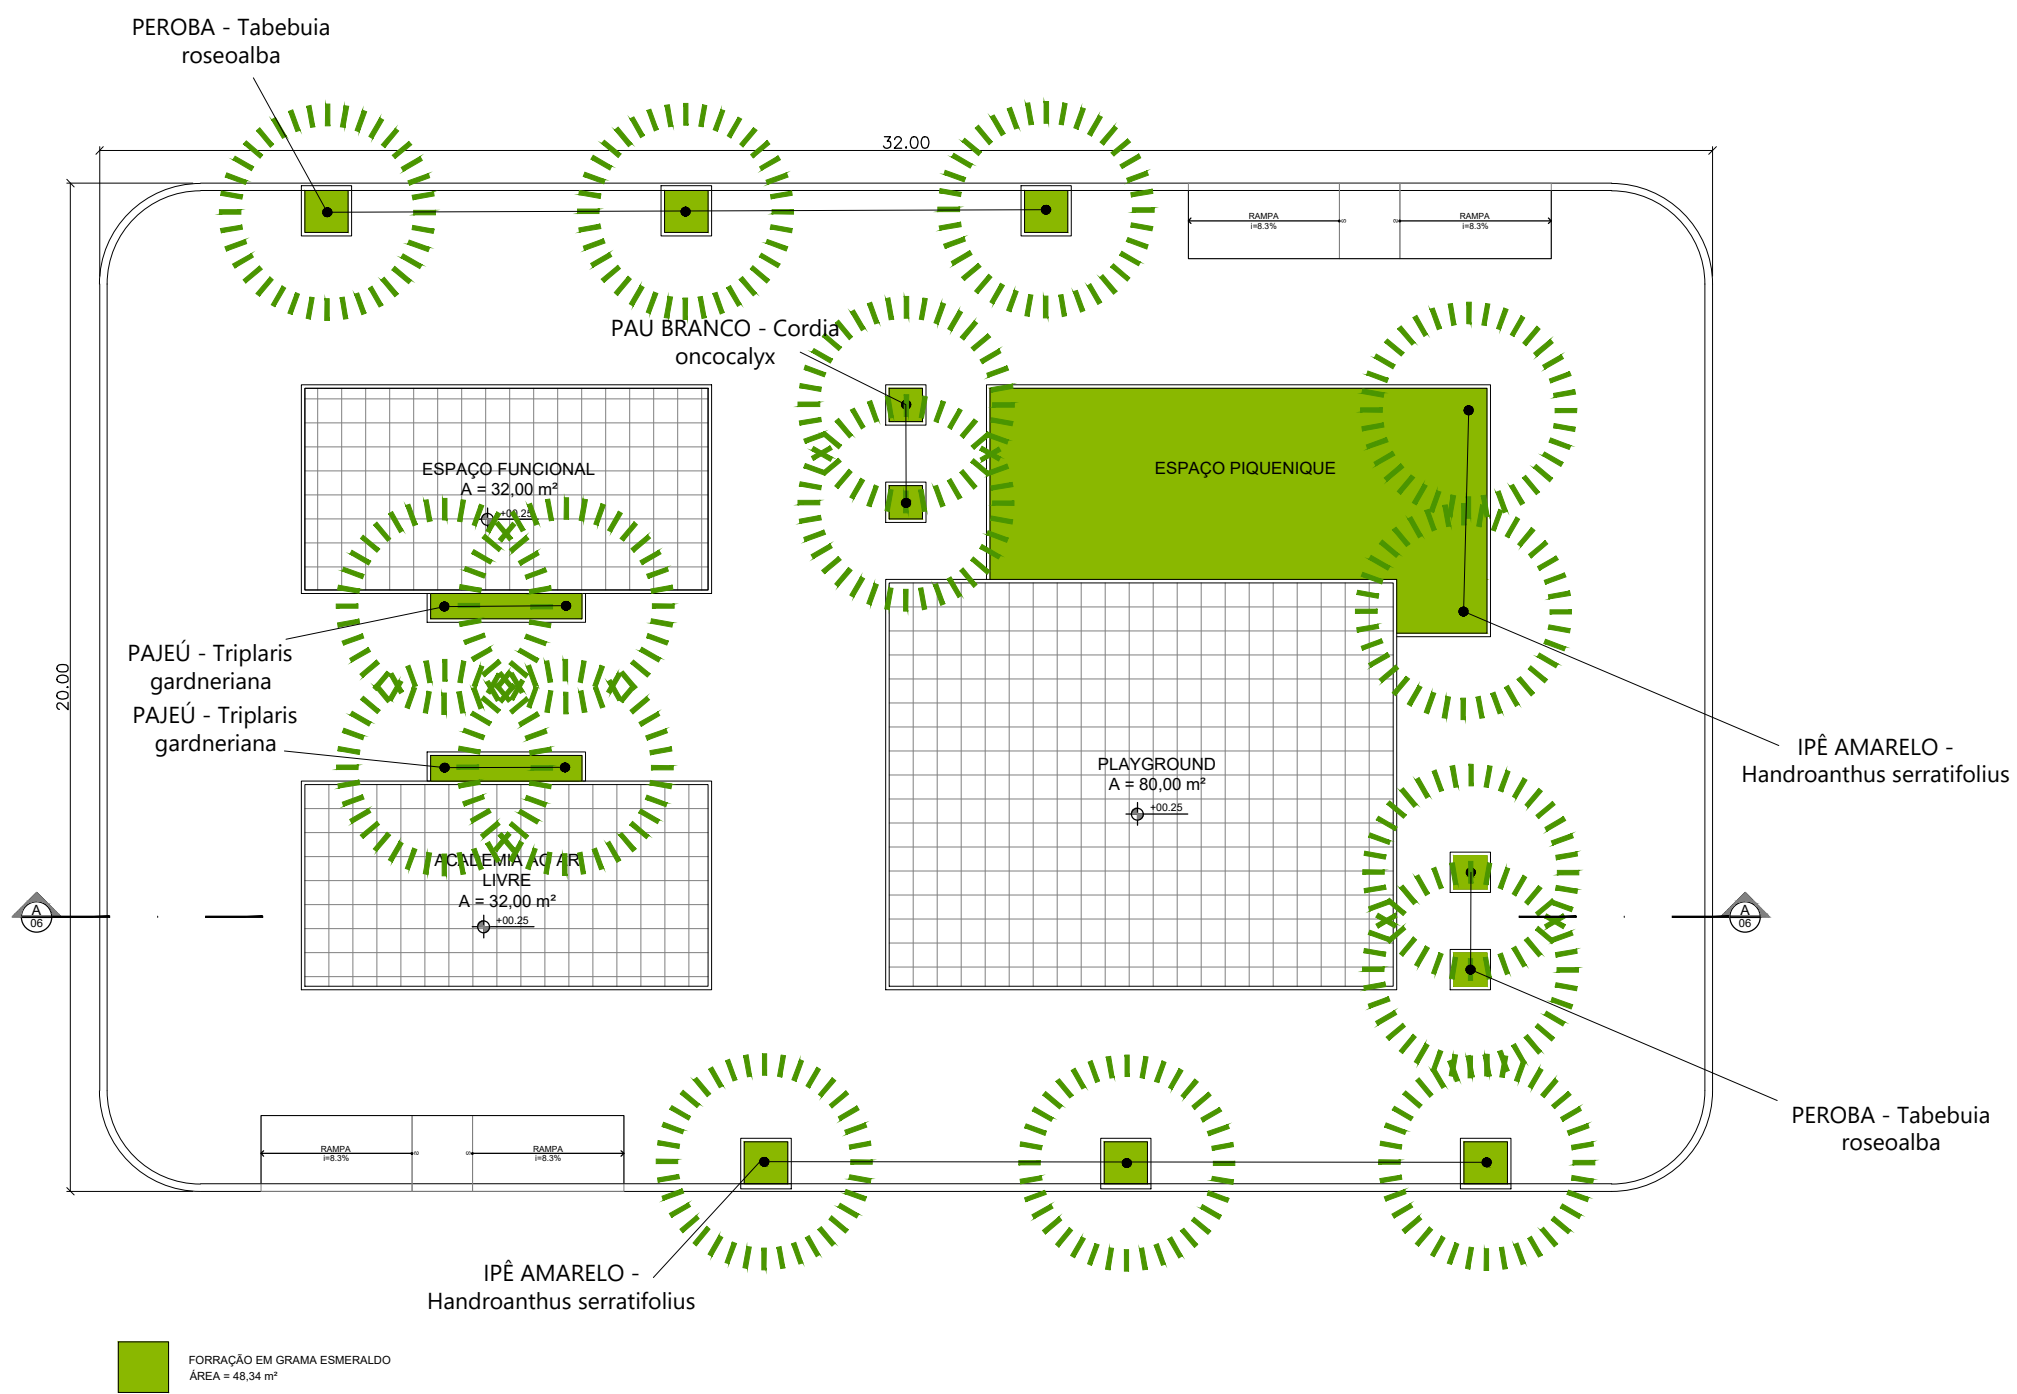 PEROBA - Tabebuia
roseoalba
32.00
RAMPA
i=8.3%
RAMPA
i=8.3%
PAU BRANCO - Cordia
oncocalyx
ESPAÇO FUNCIONAL
A = 32,00 m²
+00.25
ESPAÇO PIQUENIQUE
PAJEÚ - Triplaris
gardneriana
20.00
PAJEÚ - Triplaris
gardneriana
IPÊ AMARELO -
Handroanthus serratifolius
PLAYGROUND
A = 80,00 m²
+00.25
ACADEMIA AO AR
LIVRE
A = 32,00 m²
+00.25
A
06
A
06
PEROBA - Tabebuia
roseoalba
RAMPA
i=8.3%
RAMPA
i=8.3%
IPÊ AMARELO -
Handroanthus serratifolius
FORRAÇÃO EM GRAMA ESMERALDO
ÁREA = 48,34 m²